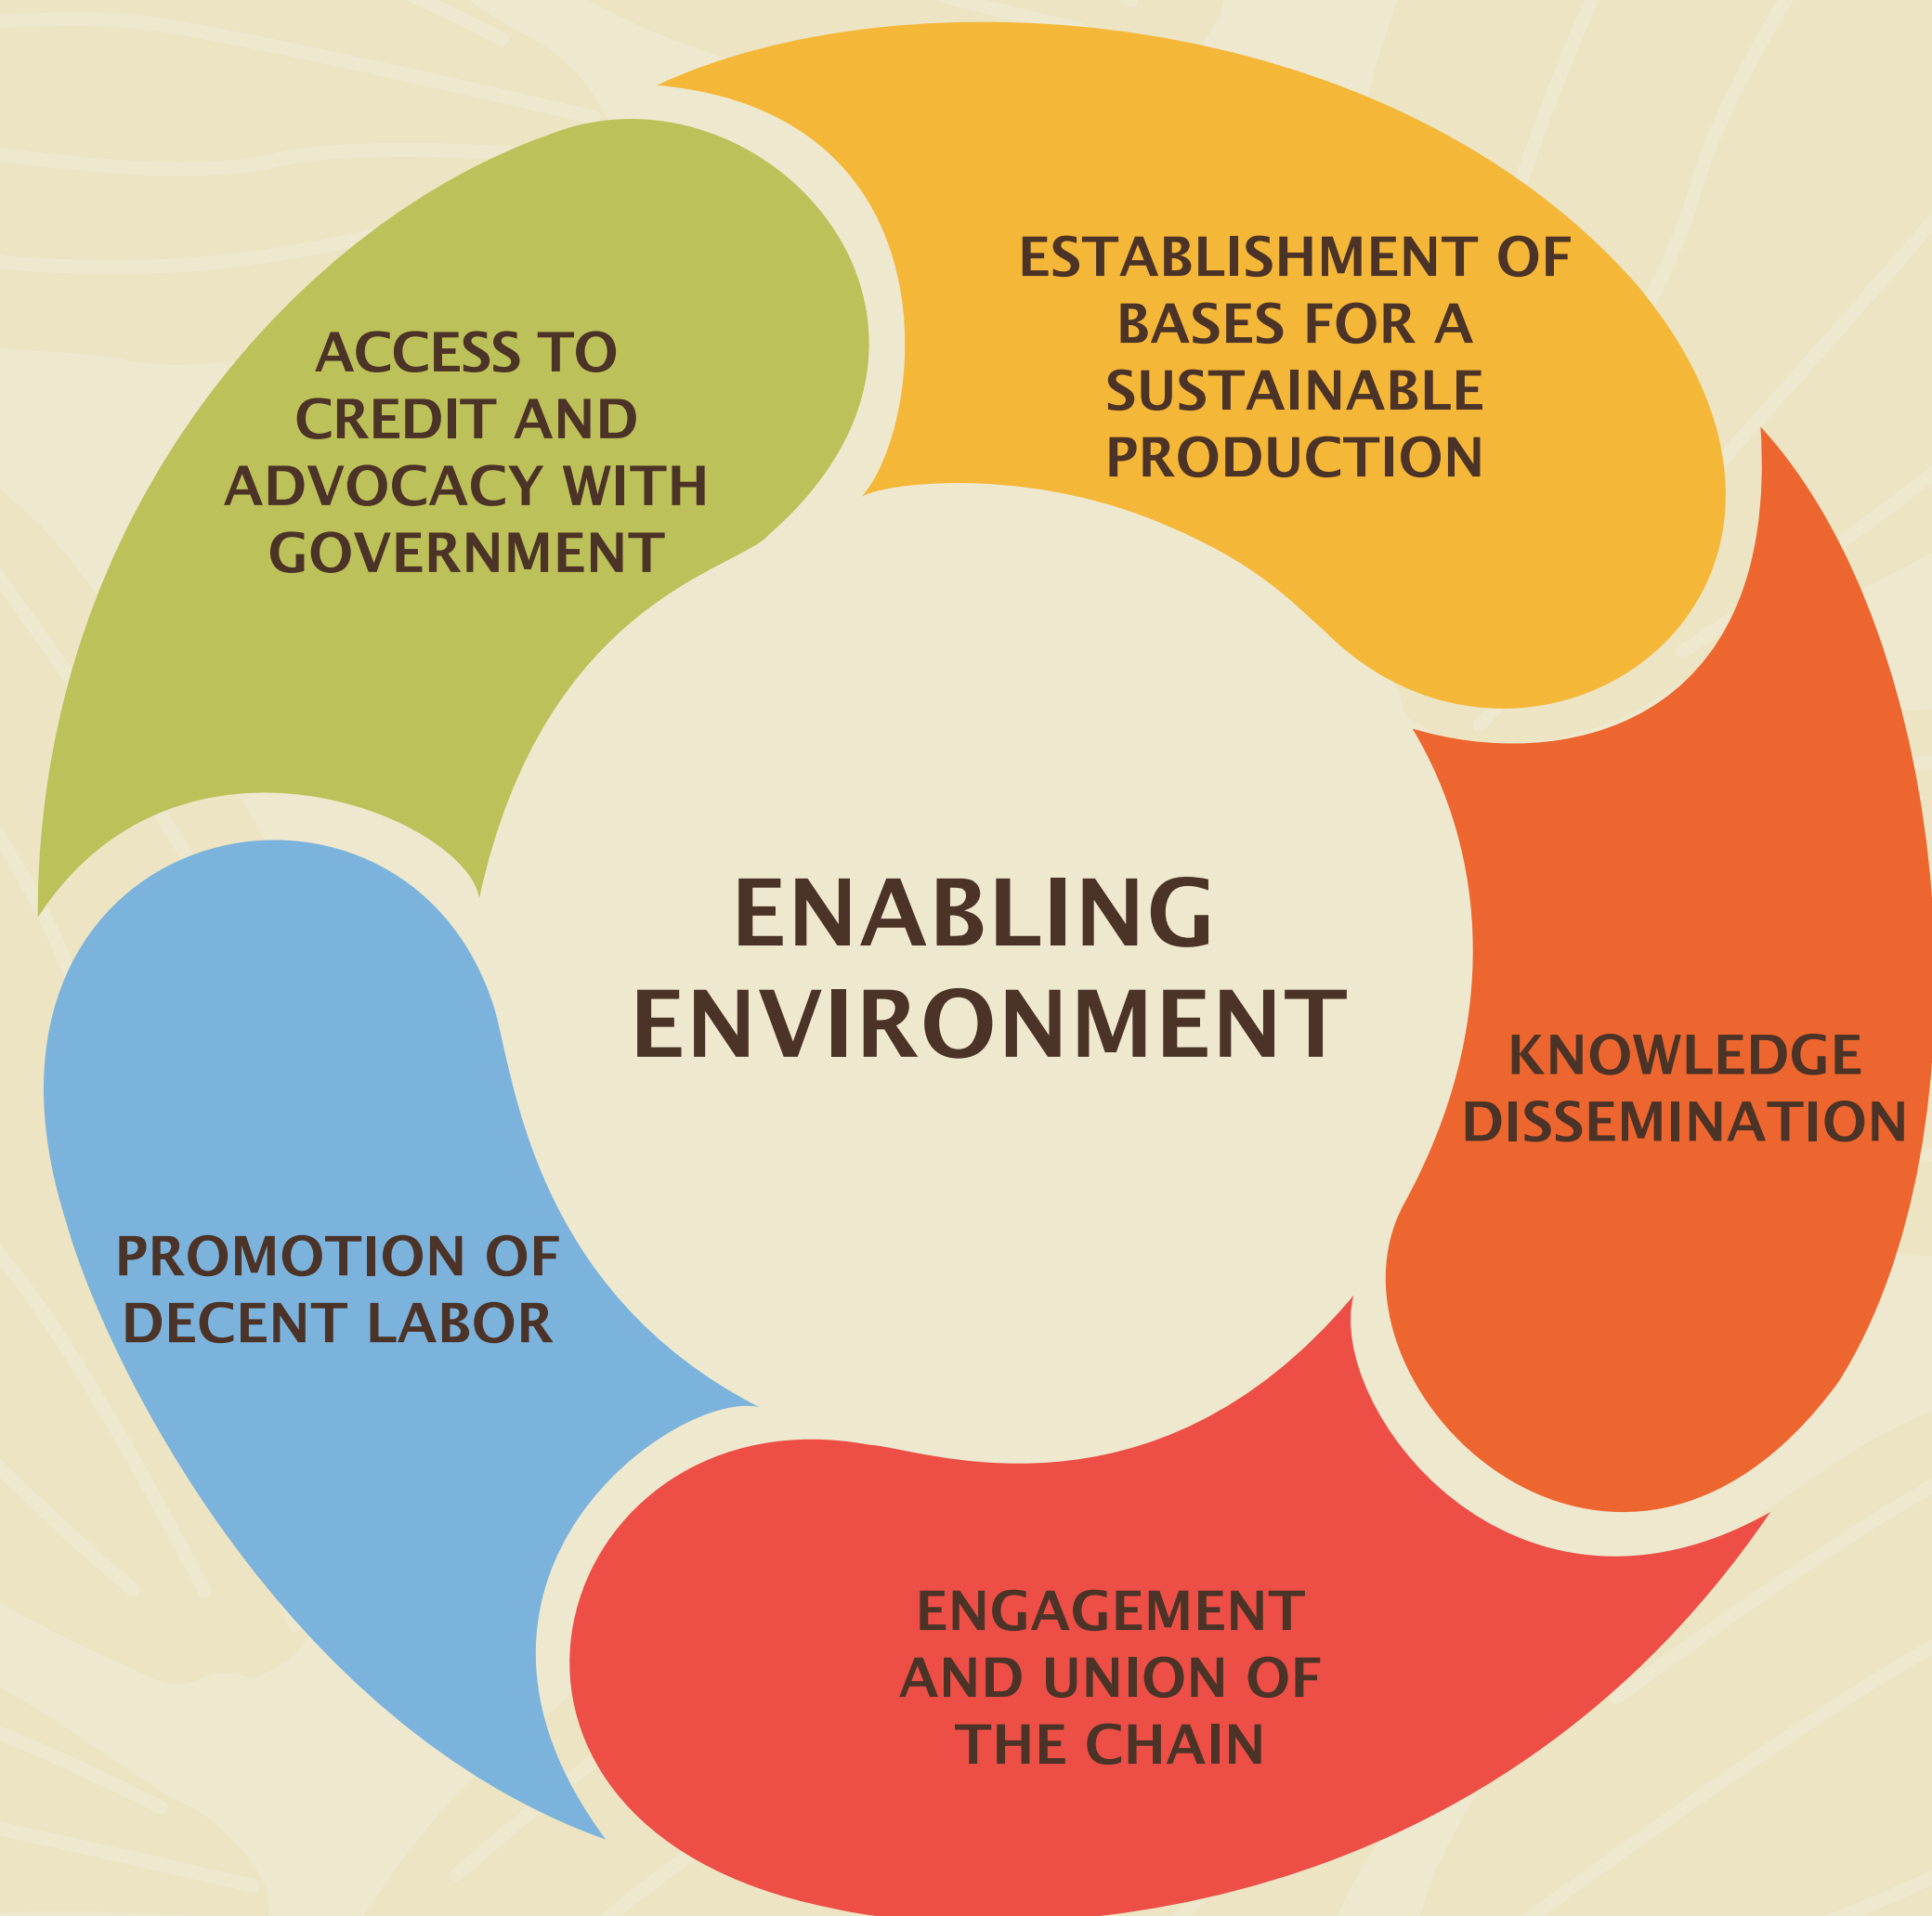 ESTABLISHMENT OF
BASES FOR A
SUSTAINABLE
PRODUCTION
ACCESS TO
CREDIT AND
ADVOCACY WITH
GOVERNMENT
ENABLING
ENVIRONMENT
KNOWLEDGE
DISSEMINATION
PROMOTION OF
DECENT LABOR
ENGAGEMENT
AND UNION OF
THE CHAIN